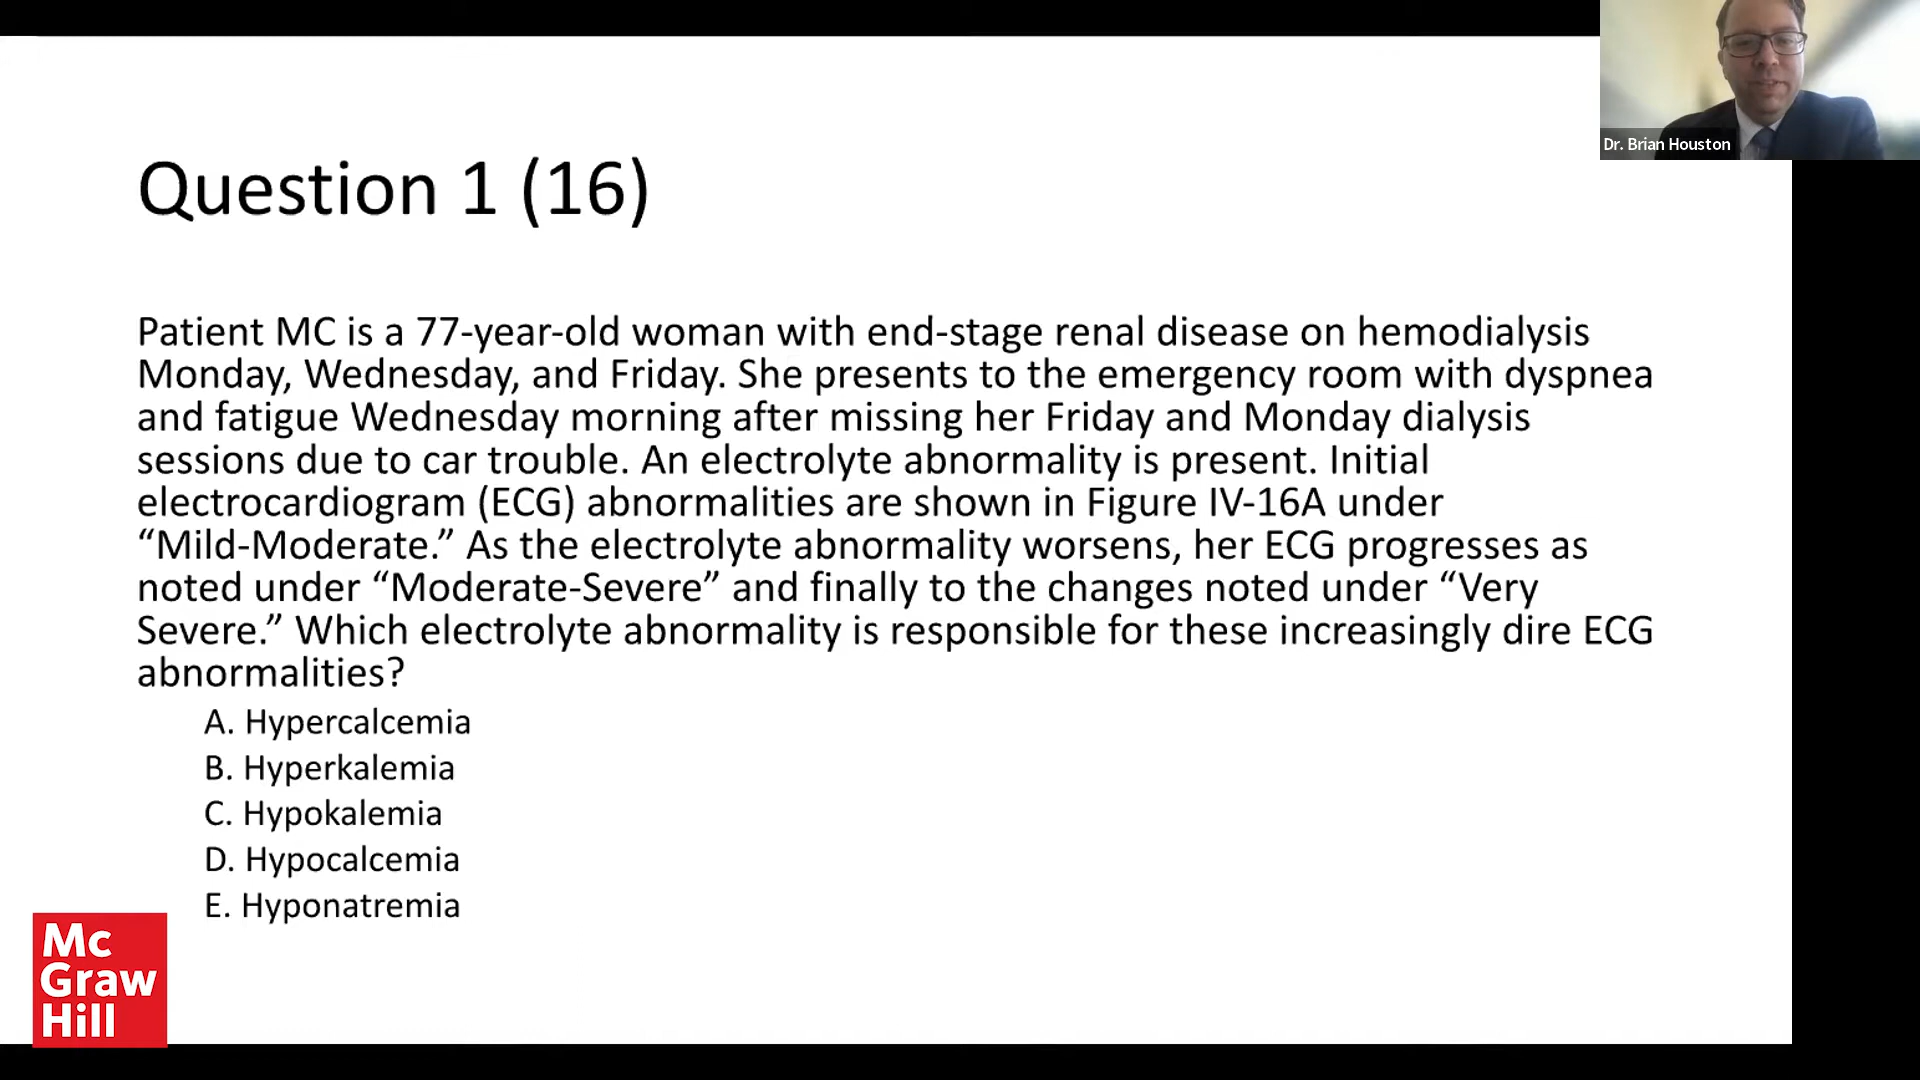 Dr. Brian Houston
Question 1 (16)
Patient MC is a 77-year-old woman with end-stage renal disease on hemodialysis
Monday, Wednesday, and Friday. She presents to the emergency room with dyspnea
and fatigue Wednesday morning after missing her Friday and Monday dialysis
sessions due to car trouble. An electrolyte abnormality is present. Initial
electrocardiogram (ECG) abnormalities are shown in Figure IV-16A under
“Mild-Moderate.” As the electrolyte abnormality worsens, her ECG progresses as
noted under “Moderate-Severe” and finally to the changes noted under “Very
Severe.” Which electrolyte abnormality is responsible for these increasingly dire ECG
abnormalities?
A. Hypercalcemia
B. Hyperkalemia
C. Hypokalemia
D. Hypocalcemia
E. Hyponatremia
Mc
Graw
Hill